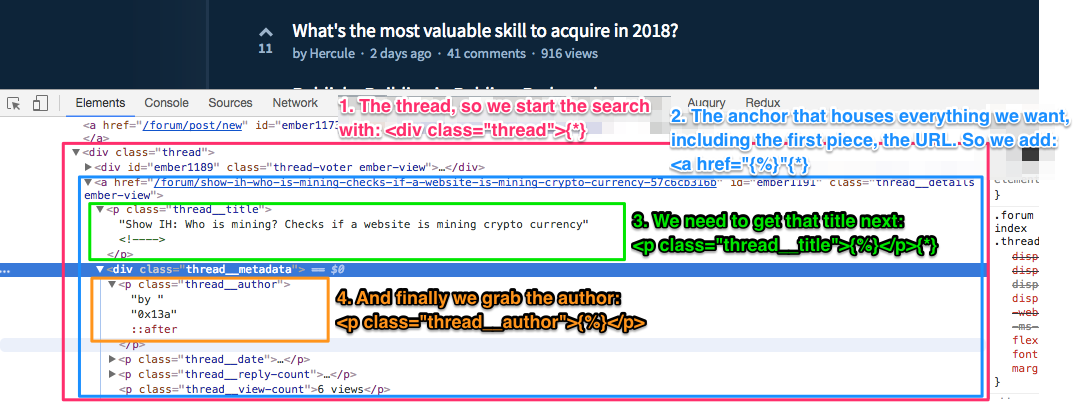 What's the most valuable skill to acquire in 2018?
11
by Hercule · 2 days ago · 41 comments · 916 views
Elements Console Sources Network Augury Redux
1. The thread, so we start the search
with: <div class="thread">{*}
2. The anchor that houses everything we want,
including the first piece, the URL. So we add:
<a href="{%}"{*}
<a href="/forum/post/new" id="ember117
</a>
▼<div class="thread">
▶<div id="ember1189" class="thread-voter ember-view">…</div>
▼<a href="/forum/show-ih-who-is-mining-checks-if-a-website-is-mining-crypto-currency-57c6cb316b" id="ember1191" class="thread__details
ember-view">
▼<p class="thread__title">
"Show IH: Who is mining? Checks if a website is mining crypto currency"
<!---->
</p>
3. We need to get that title next:
<p class="thread__title">{%}</p>{*}
… ▼<div class="thread__metadata"> == $0
▼<p class="thread__author">
"by "
"0x13a"
::after
</p>
4. And finally we grab the author:
<p class="thread__author">{%}</p>
▶<p class="thread__date">…</p>
▶<p class="thread__reply-count">…</p>
<p class="thread__view-count">6 views</p>
}
.forum
index
.thread
disp
disp
disp
disp
-web
-ms-
flex
font
marg
}